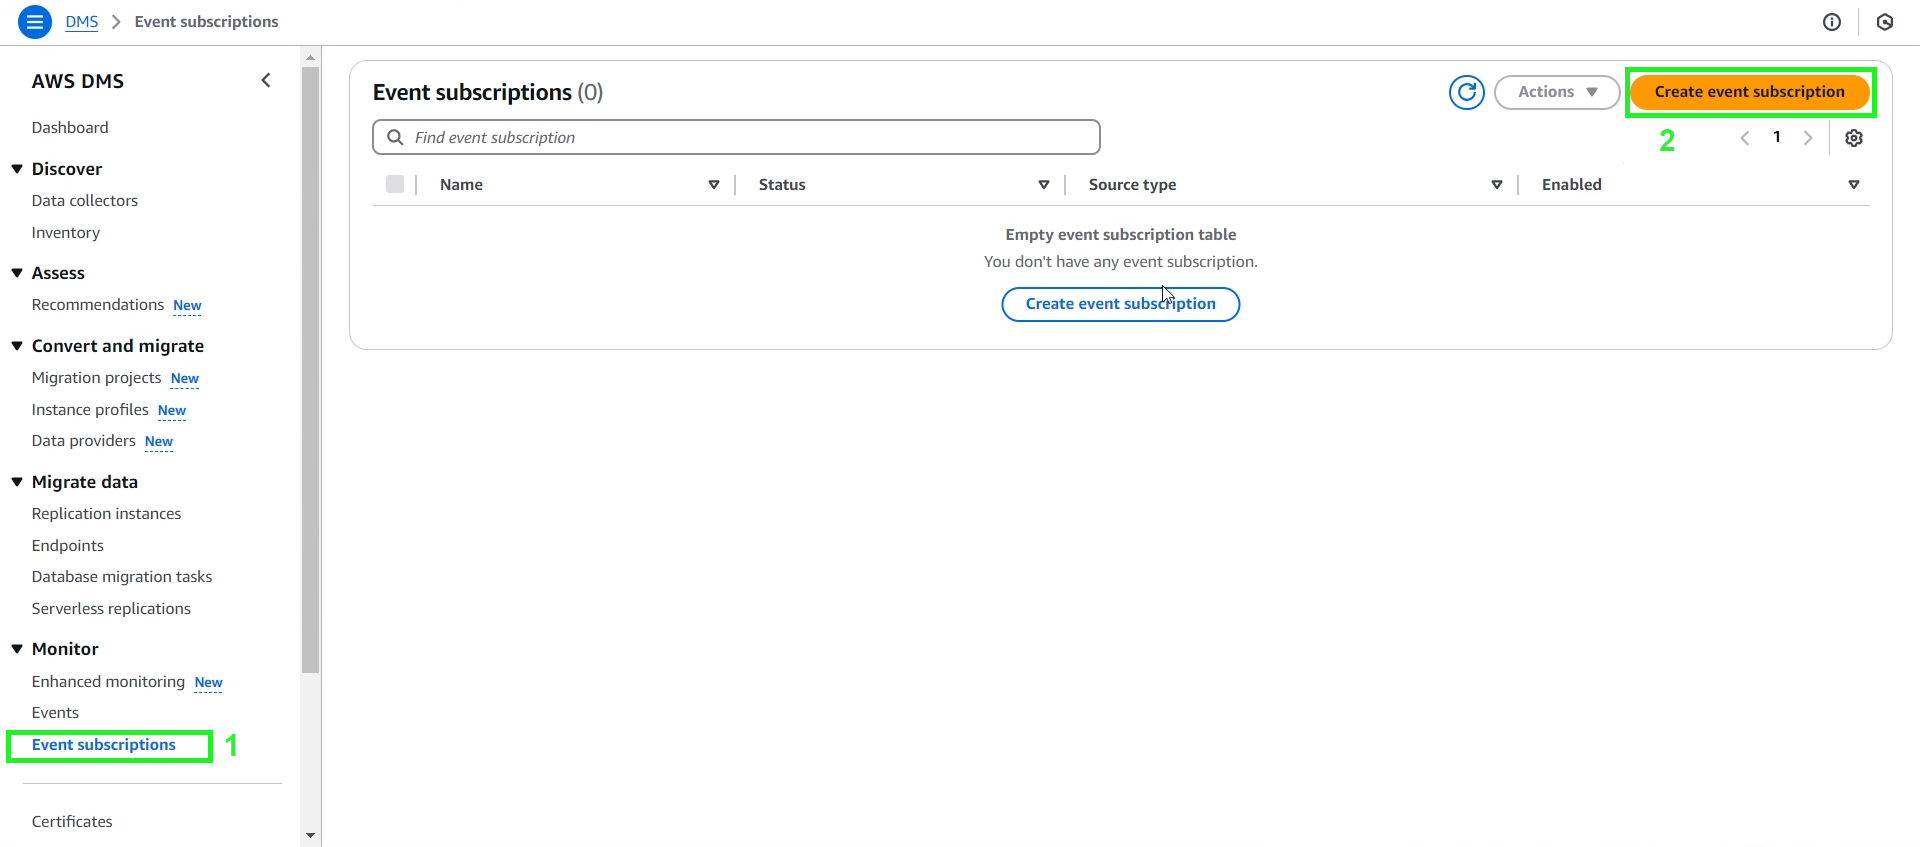 DMS > Event subscriptions
AWS DMS
Dashboard
Discover
Data collectors
Inventory
Assess
Recommendations New
Convert and migrate
Migration projects New
Instance profiles New
Data providers New
Migrate data
Replication instances
Endpoints
Database migration tasks
Serverless replications
Monitor
Enhanced monitoring New
Events
Event subscriptions 1
Certificates
Event subscriptions (0)
Actions
Create event subscription
Find event subscription
2
1
Name Status Source type Enabled
Empty event subscription table
You don't have any event subscription.
Create event subscription